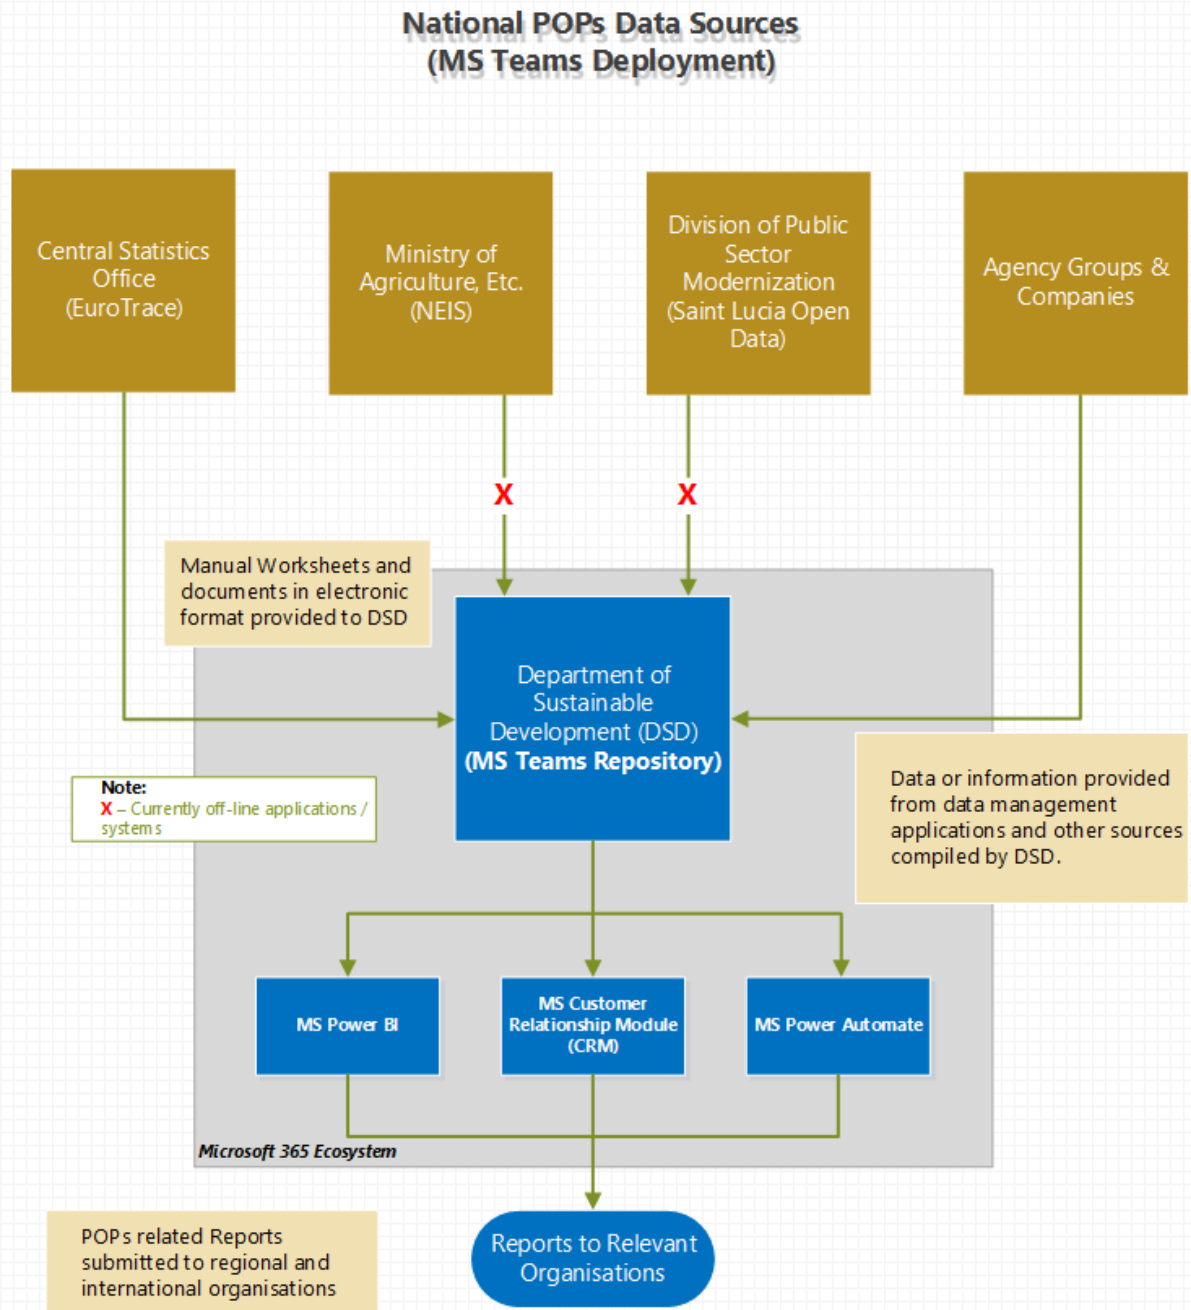 National POPs Data Sources
(MS Teams Deployment)
Central Statistics
Office
(EuroTrace)
Ministry of
Agriculture, Etc.
(NEIS)
Division of Public
Sector
Modernization
(Saint Lucia Open
Data)
Agency Groups &
Companies
X
X
Manual Worksheets and
documents in electronic
format provided to DSD
Department of
Sustainable
Development (DSD)
(MS Teams Repository)
Note:
X – Currently off-line applications /
systems
Data or information provided
from data management
applications and other sources
compiled by DSD.
MS Power BI
MS Customer
Relationship Module
(CRM)
MS Power Automate
Microsoft 365 Ecosystem
POPs related Reports
submitted to regional and
international organisations
Reports to Relevant
Organisations